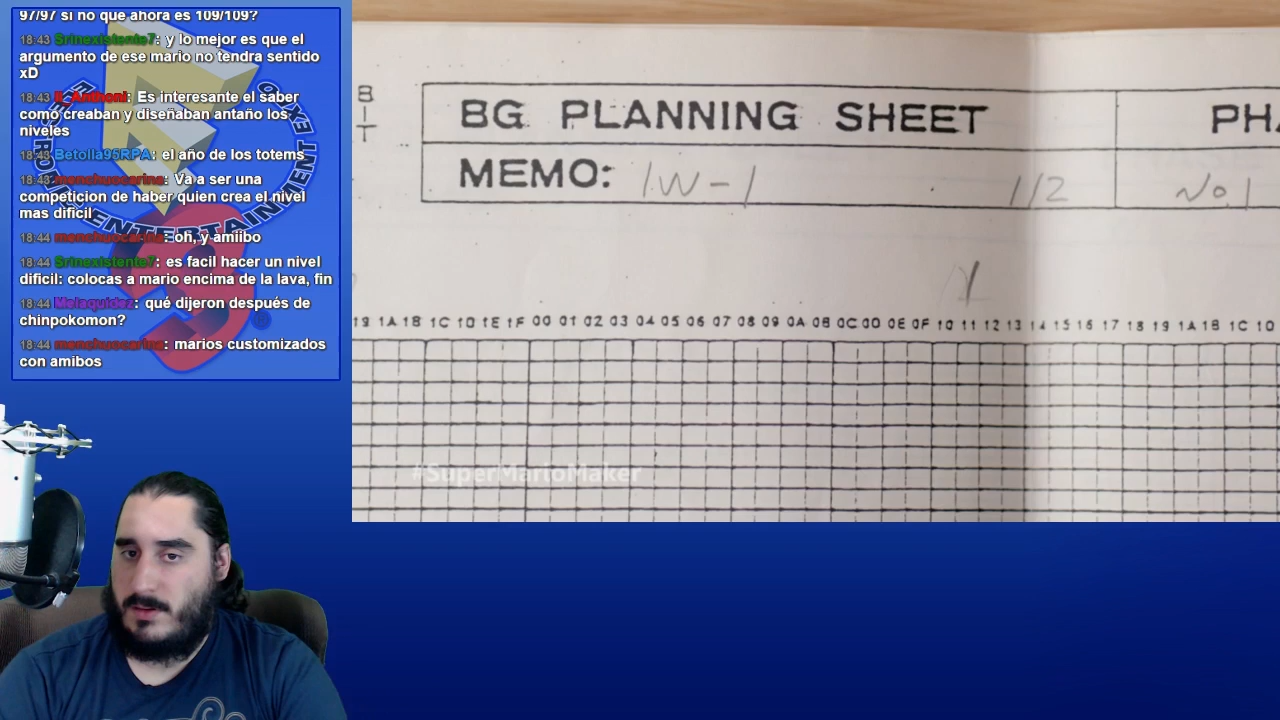 97/97 si no que ahora es 109/109?
18:43 Srinexistente7: y lo mejor es que el
argumento de ese mario no tendra sentido
xD
18:43 Anthoni: Es interesante el saber
como creaban y diseñaban antaño los
niveles
18:43 Betolla95RPA: el año de los totems
18:43 menchuocarina: Va a ser una
competicion de haber quien crea el nivel
mas dificil
18:44 menchuocarina: oh, y amiibo
18:44 Srinexistente7: es facil hacer un nivel
dificil: colocas a mario encima de la lava, fin
18:44 Melaquidez: qué dijeron después de
chinpokomon?
18:44 menchuocarina: marios customizados
con amibos
ENTERTAINMENT
BIT
BG PLANNING SHEET
PHA
MEMO: 1W-1 1/2 No.1
19 1A 1B 1C 1D 1E 1F 00 01 02 03 04 05 06 07 08 09 0A 0B 0C 0D 0E 0F 10 11 12 13 14 15 16 17 18 19 1A 1B 1C 1D
#SuperMarioMaker